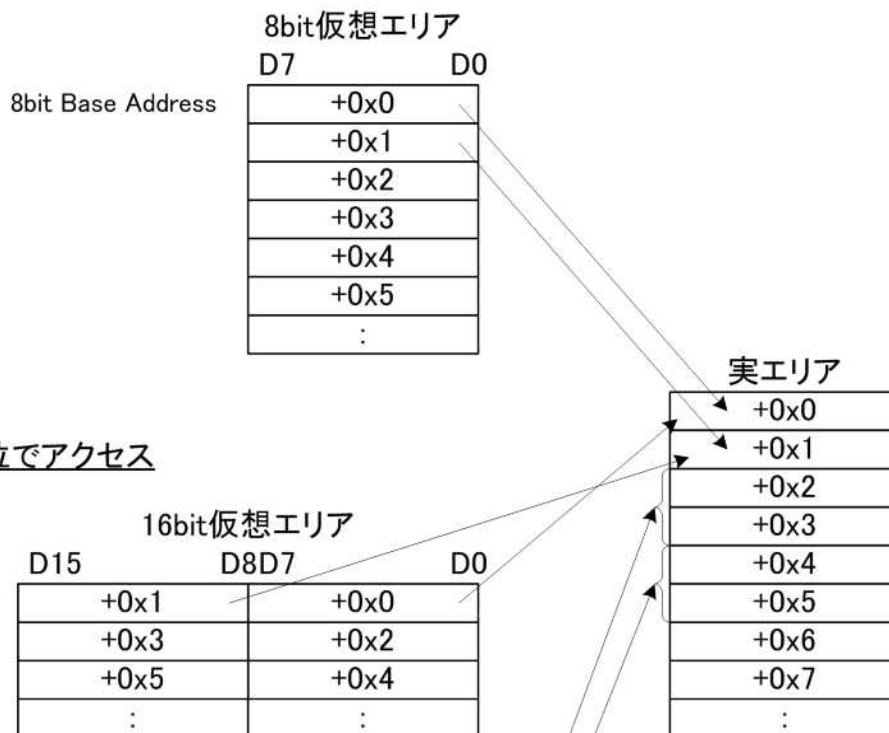 8bit仮想エリア
D7 D0
8bit Base Address
+0x0
+0x1
+0x2
+0x3
+0x4
+0x5
:
実エリア
+0x0
+0x1
+0x2
+0x3
+0x4
+0x5
+0x6
+0x7
:
位でアクセス
16bit仮想エリア
D15 D8D7 D0
+0x1 +0x0
+0x3 +0x2
+0x5 +0x4
: :